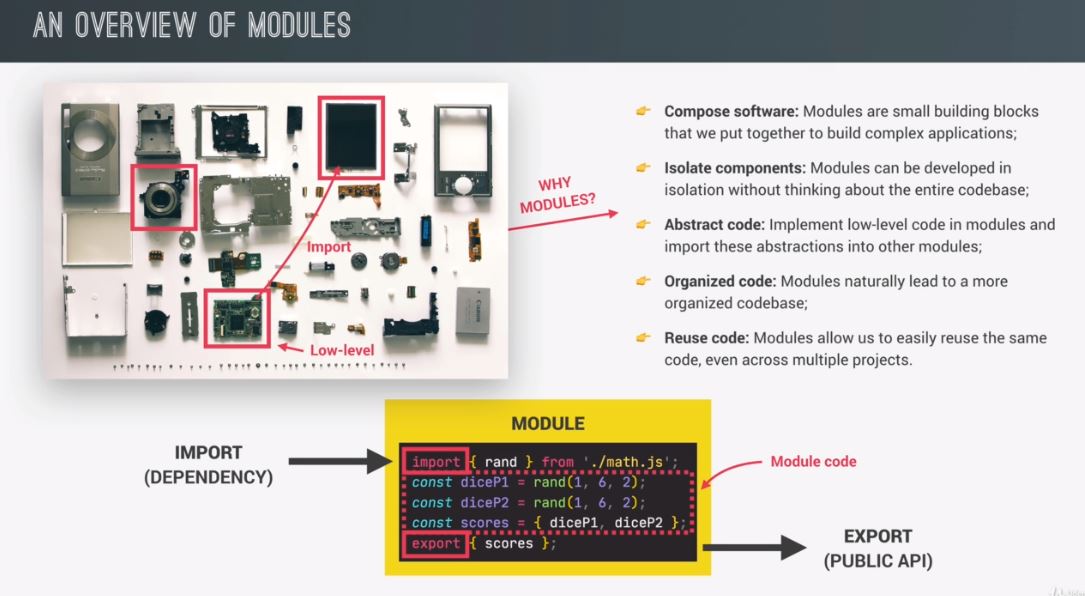 AN OVERVIEW OF MODULES
Import
Low-level
WHY
MODULES?
👉 Compose software: Modules are small building blocks
that we put together to build complex applications;
👉 Isolate components: Modules can be developed in
isolation without thinking about the entire codebase;
👉 Abstract code: Implement low-level code in modules and
import these abstractions into other modules;
👉 Organized code: Modules naturally lead to a more
organized codebase;
👉 Reuse code: Modules allow us to easily reuse the same
code, even across multiple projects.
IMPORT
(DEPENDENCY)
MODULE
import { rand } from './math.js';
const diceP1 = rand(1, 6, 2);
const diceP2 = rand(1, 6, 2);
const scores = { diceP1, diceP2 };
export { scores };
Module code
EXPORT
(PUBLIC API)